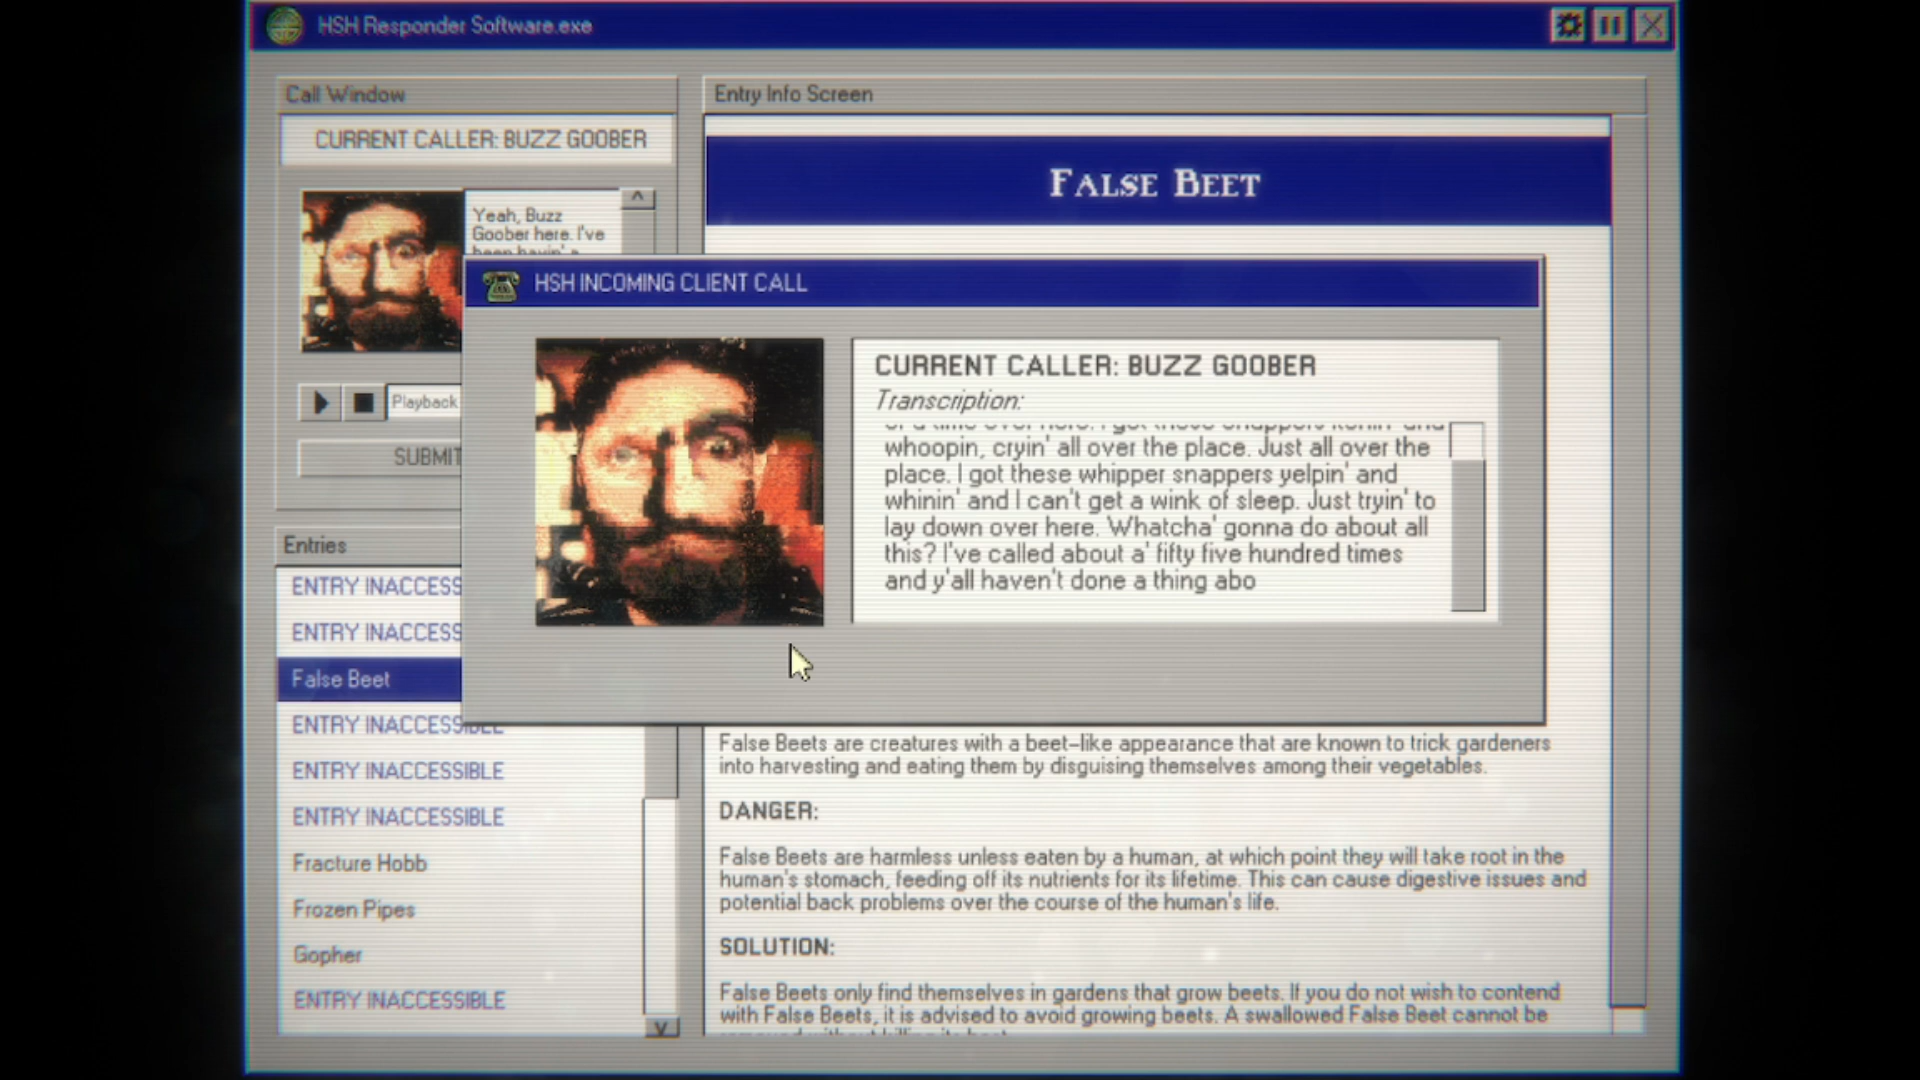 HSH Responder Software.exe
Call Window
CURRENT CALLER: BUZZ GOOBER
Yeah, Buzz
Goober here. I've
been havin' a
^
Playback
SUBMIT
Entries
ENTRY INACCESS
ENTRY INACCESS
False Beet
ENTRY INACCESSIBLE
ENTRY INACCESSIBLE
ENTRY INACCESSIBLE
Fracture Hobb
Frozen Pipes
Gopher
ENTRY INACCESSIBLE
v
Entry Info Screen
FALSE BEET
HSH INCOMING CLIENT CALL
CURRENT CALLER: BUZZ GOOBER
Transcription:
of a time over here. I got these snappers and
whoopin, cryin' all over the place. Just all over the
place. I got these whipper snappers yelpin' and
whinin' and I can't get a wink of sleep. Just tryin' to
lay down over here. Whatcha' gonna do about all
this? I've called about a' fifty five hundred times
and y'all haven't done a thing abo
False Beets are creatures with a beet-like appearance that are known to trick gardeners
into harvesting and eating them by disguising themselves among their vegetables.
DANGER:
False Beets are harmless unless eaten by a human, at which point they will take root in the
human's stomach, feeding off its nutrients for its lifetime. This can cause digestive issues and
potential back problems over the course of the human's life.
SOLUTION:
False Beets only find themselves in gardens that grow beets. If you do not wish to contend
with False Beets, it is advised to avoid growing beets. A swallowed False Beet cannot be